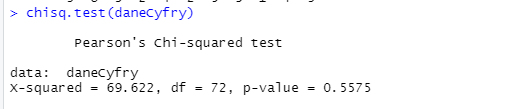 > chisq.test(daneCyfry)
Pearson's Chi-squared test
data: daneCyfry
X-squared = 69.622, df = 72, p-value = 0.5575